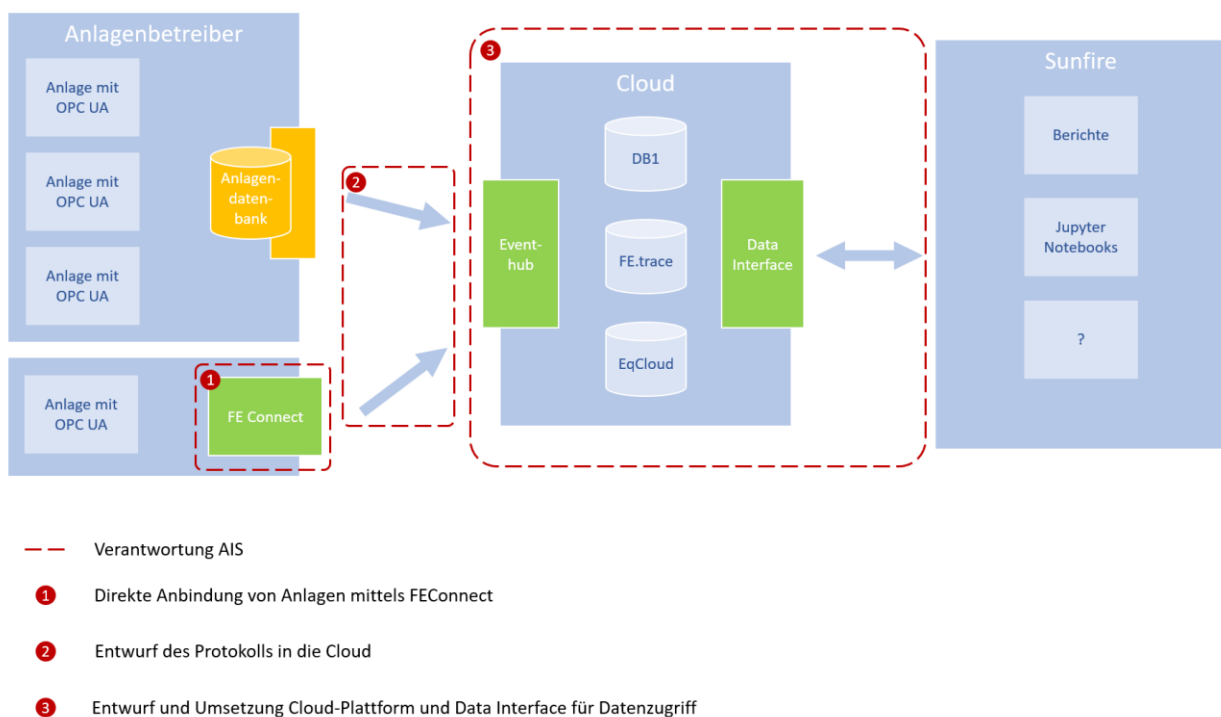 Anlagenbetreiber
Anlage mit
OPC UA
Anlage mit
OPC UA
Anlage mit
OPC UA
Anlagen-
daten-
bank
Anlage mit
OPC UA
1
FE Connect
2
3
Cloud
DB1
FE.trace
EqCloud
Event-
hub
Data
Interface
Sunfire
Berichte
Jupyter
Notebooks
?
Verantwortung AIS
1 Direkte Anbindung von Anlagen mittels FEConnect
2 Entwurf des Protokolls in die Cloud
3 Entwurf und Umsetzung Cloud-Plattform und Data Interface für Datenzugriff